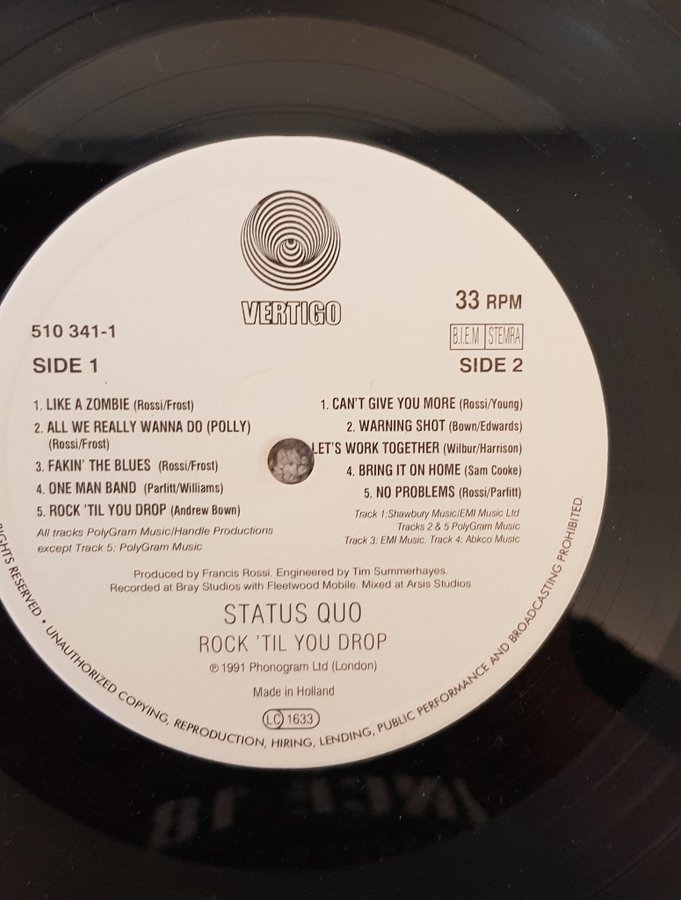 VERTIGO
33 RPM
510 341-1
B.I.E.M STEMRA
SIDE 1
SIDE 2
1. LIKE A ZOMBIE (Rossi/Frost)
2. ALL WE REALLY WANNA DO (POLLY)
(Rossi/Frost)
3. FAKIN' THE BLUES (Rossi/Frost)
4. ONE MAN BAND (Parfitt/Williams)
5. ROCK 'TIL YOU DROP (Andrew Bown)
All tracks PolyGram Music/Handle Productions
except Track 5: PolyGram Music
1. CAN'T GIVE YOU MORE (Rossi/Young)
2. WARNING SHOT (Bown/Edwards)
LET'S WORK TOGETHER (Wilbur/Harrison)
4. BRING IT ON HOME (Sam Cooke)
5. NO PROBLEMS (Rossi/Parfitt)
Track 1:Shawbury Music/EMI Music Ltd
Tracks 2 & 5 PolyGram Music
Track 3: EMI Music. Track 4: Abkco Music
Produced by Francis Rossi. Engineered by Tim Summerhayes.
Recorded at Bray Studios with Fleetwood Mobile. Mixed at Arsis Studios
STATUS QUO
ROCK 'TIL YOU DROP
℗ 1991 Phonogram Ltd (London)
Made in Holland
LC 1633
RIGHTS RESERVED • UNAUTHORIZED COPYING, REPRODUCTION, HIRING, LENDING, PUBLIC PERFORMANCE AND BROADCASTING PROHIBITED.